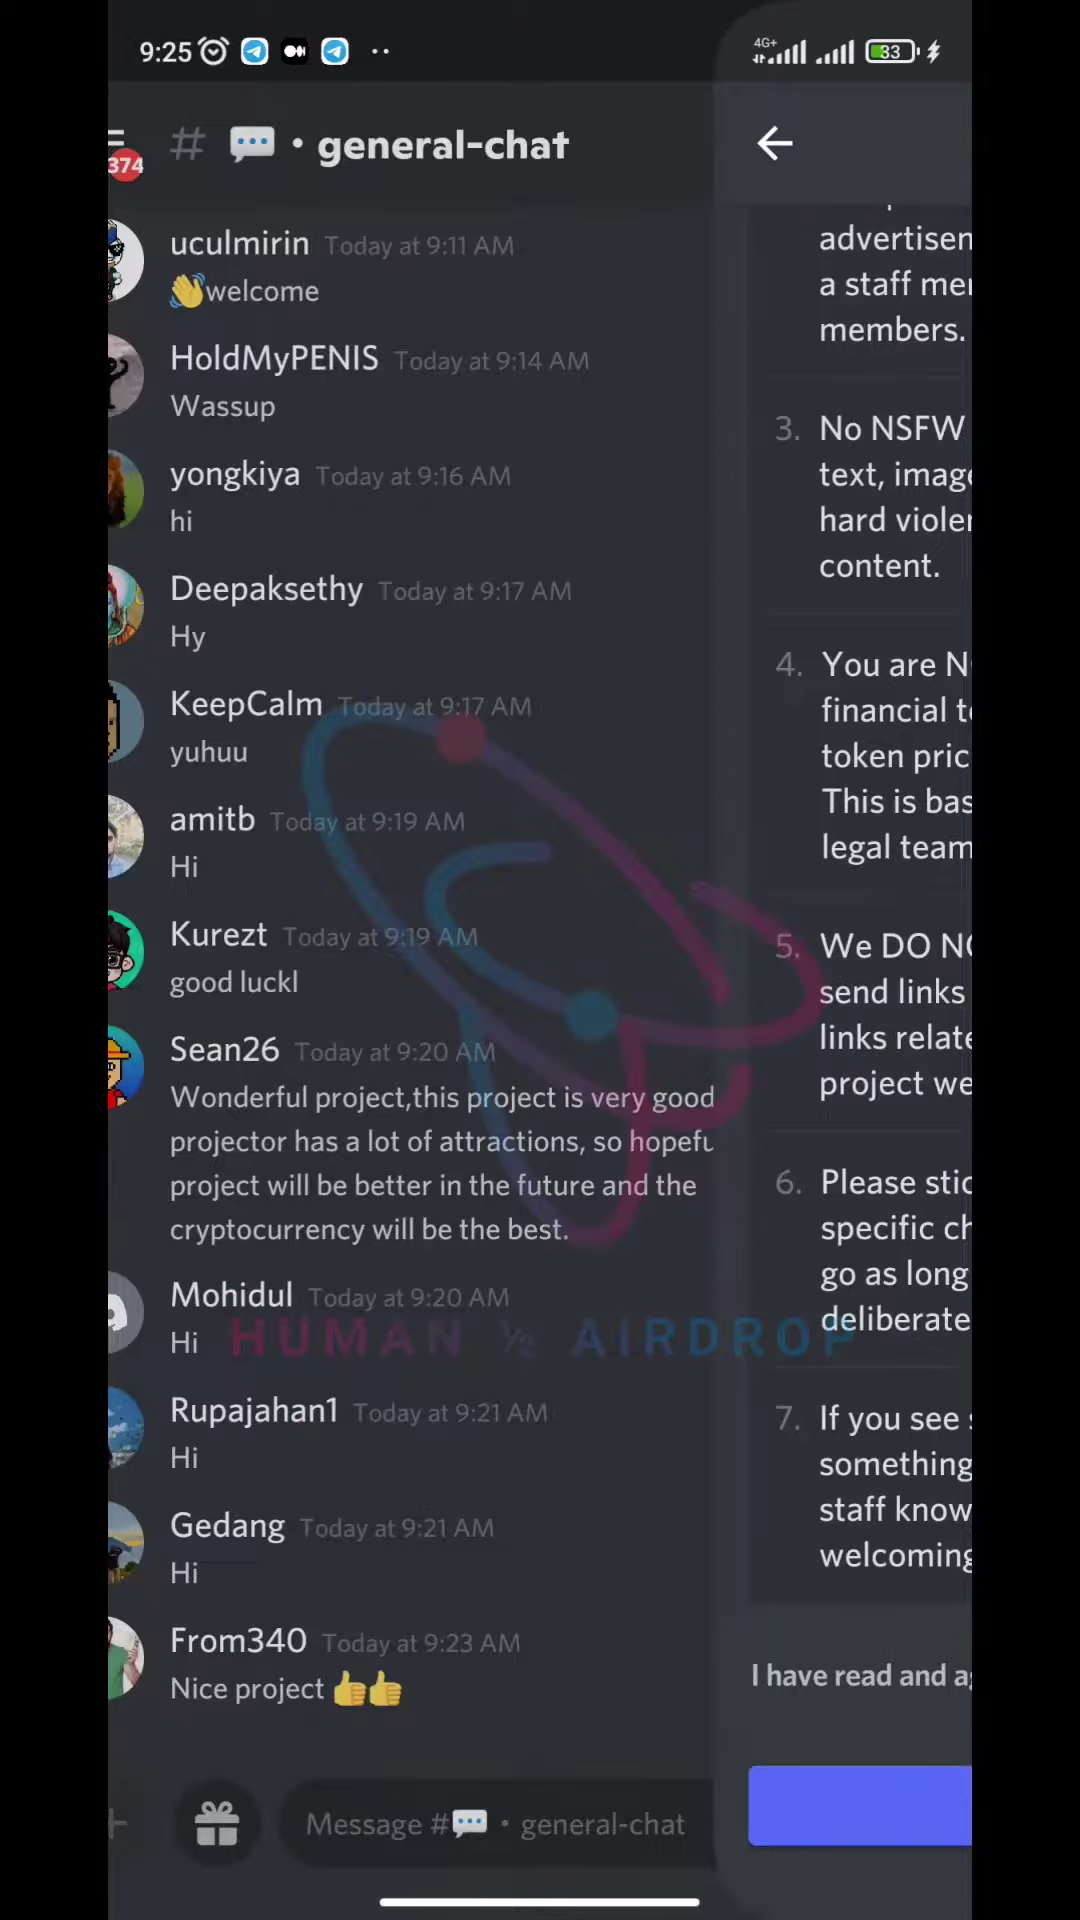 9:25
4G+
33
374
# 💬 • general-chat
uculmirin Today at 9:11 AM
👋welcome
HoldMyPENIS Today at 9:14 AM
Wassup
yongkiya Today at 9:16 AM
hi
Deepaksethy Today at 9:17 AM
Hy
KeepCalm Today at 9:17 AM
yuhuu
amitb Today at 9:19 AM
Hi
Kurezt Today at 9:19 AM
good luckl
Sean26 Today at 9:20 AM
Wonderful project,this project is very good
projector has a lot of attractions, so hopefu
project will be better in the future and the
cryptocurrency will be the best.
Mohidul Today at 9:20 AM
Hi
HUMAN ½ AIRDROP
Rupajahan1 Today at 9:21 AM
Hi
Gedang Today at 9:21 AM
Hi
From340 Today at 9:23 AM
Nice project 👍👍
Message #💬 • general-chat
advertisen
a staff mer
members.
3. No NSFW
text, image
hard violer
content.
4. You are N
financial t
token pric
This is bas
legal team
5. We DO NO
send links
links relate
project we
6. Please stic
specific ch
go as long
deliberate
7. If you see
something
staff know
welcoming
I have read and ag